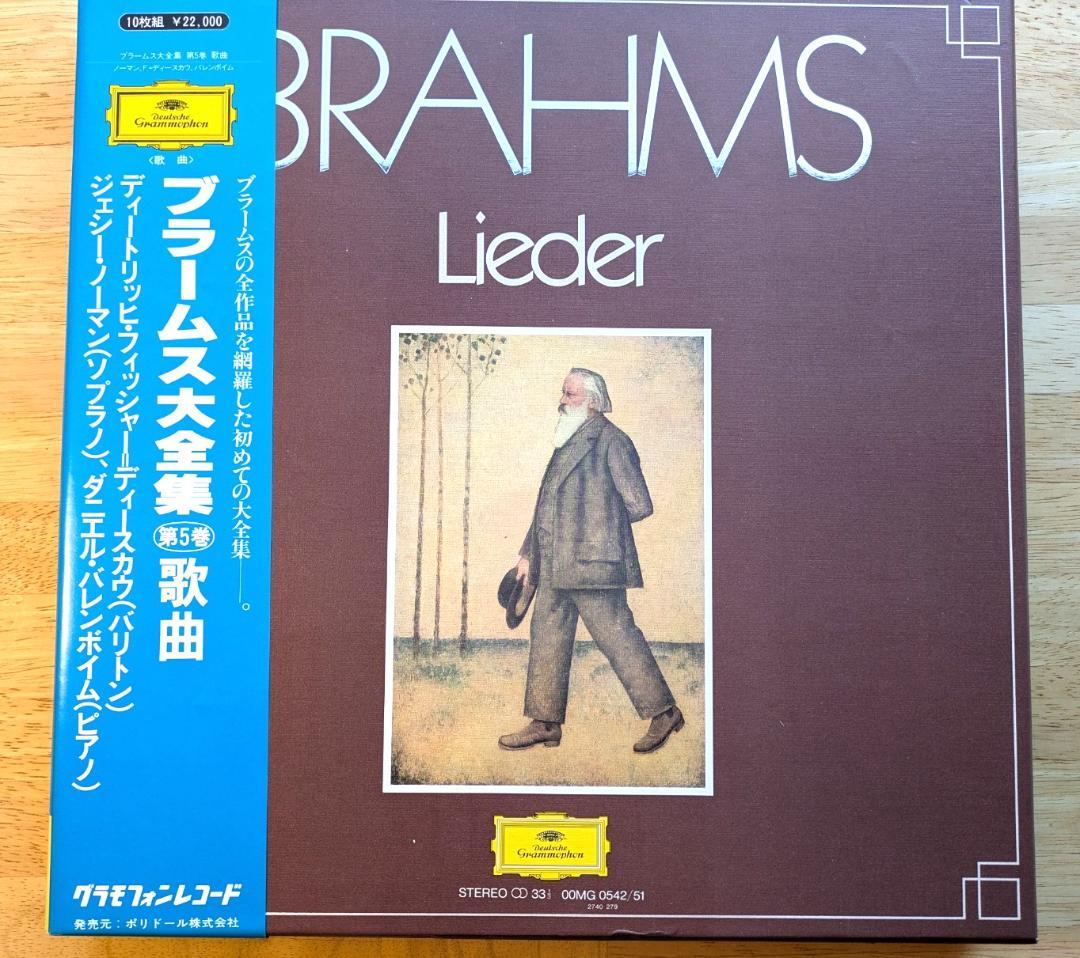 10枚組 ¥22,000
ブラームス大全集 第5巻 歌曲
ノーマン、F=ディースカウ、バレンボイム
Deutsche
Grammophon
〈歌 曲〉
ブラームスの全作品を網羅した初めての大全集——。
ブラームス大全集 第5巻 歌曲
ディートリッヒ・フィッシャー=ディースカウ(バリトン)
ジェシー・ノーマン(ソプラノ)、ダニエル・バレンボイム(ピアノ)
グラモフォンレコード
発売元:ポリドール株式会社
BRAHMS
Lieder
Deutsche
Grammophon
STEREO 33⅓ 00MG 0542/51
2740 279